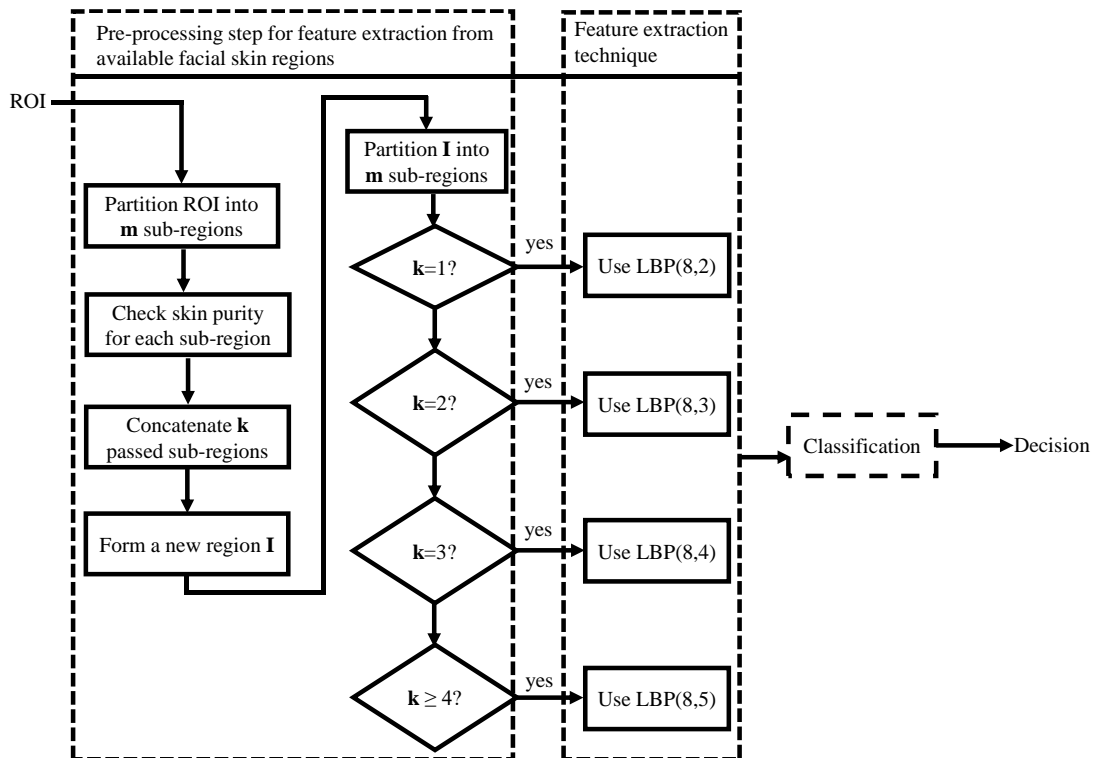 Pre-processing step for feature extraction from
available facial skin regions
Feature extraction
technique
ROI
Partition ROI into
m sub-regions
Check skin purity
for each sub-region
Concatenate k
passed sub-regions
Form a new region I
Partition I into
m sub-regions
k=1?
yes
Use LBP(8,2)
k=2?
yes
Use LBP(8,3)
k=3?
yes
Use LBP(8,4)
k ≥ 4?
yes
Use LBP(8,5)
Classification
Decision